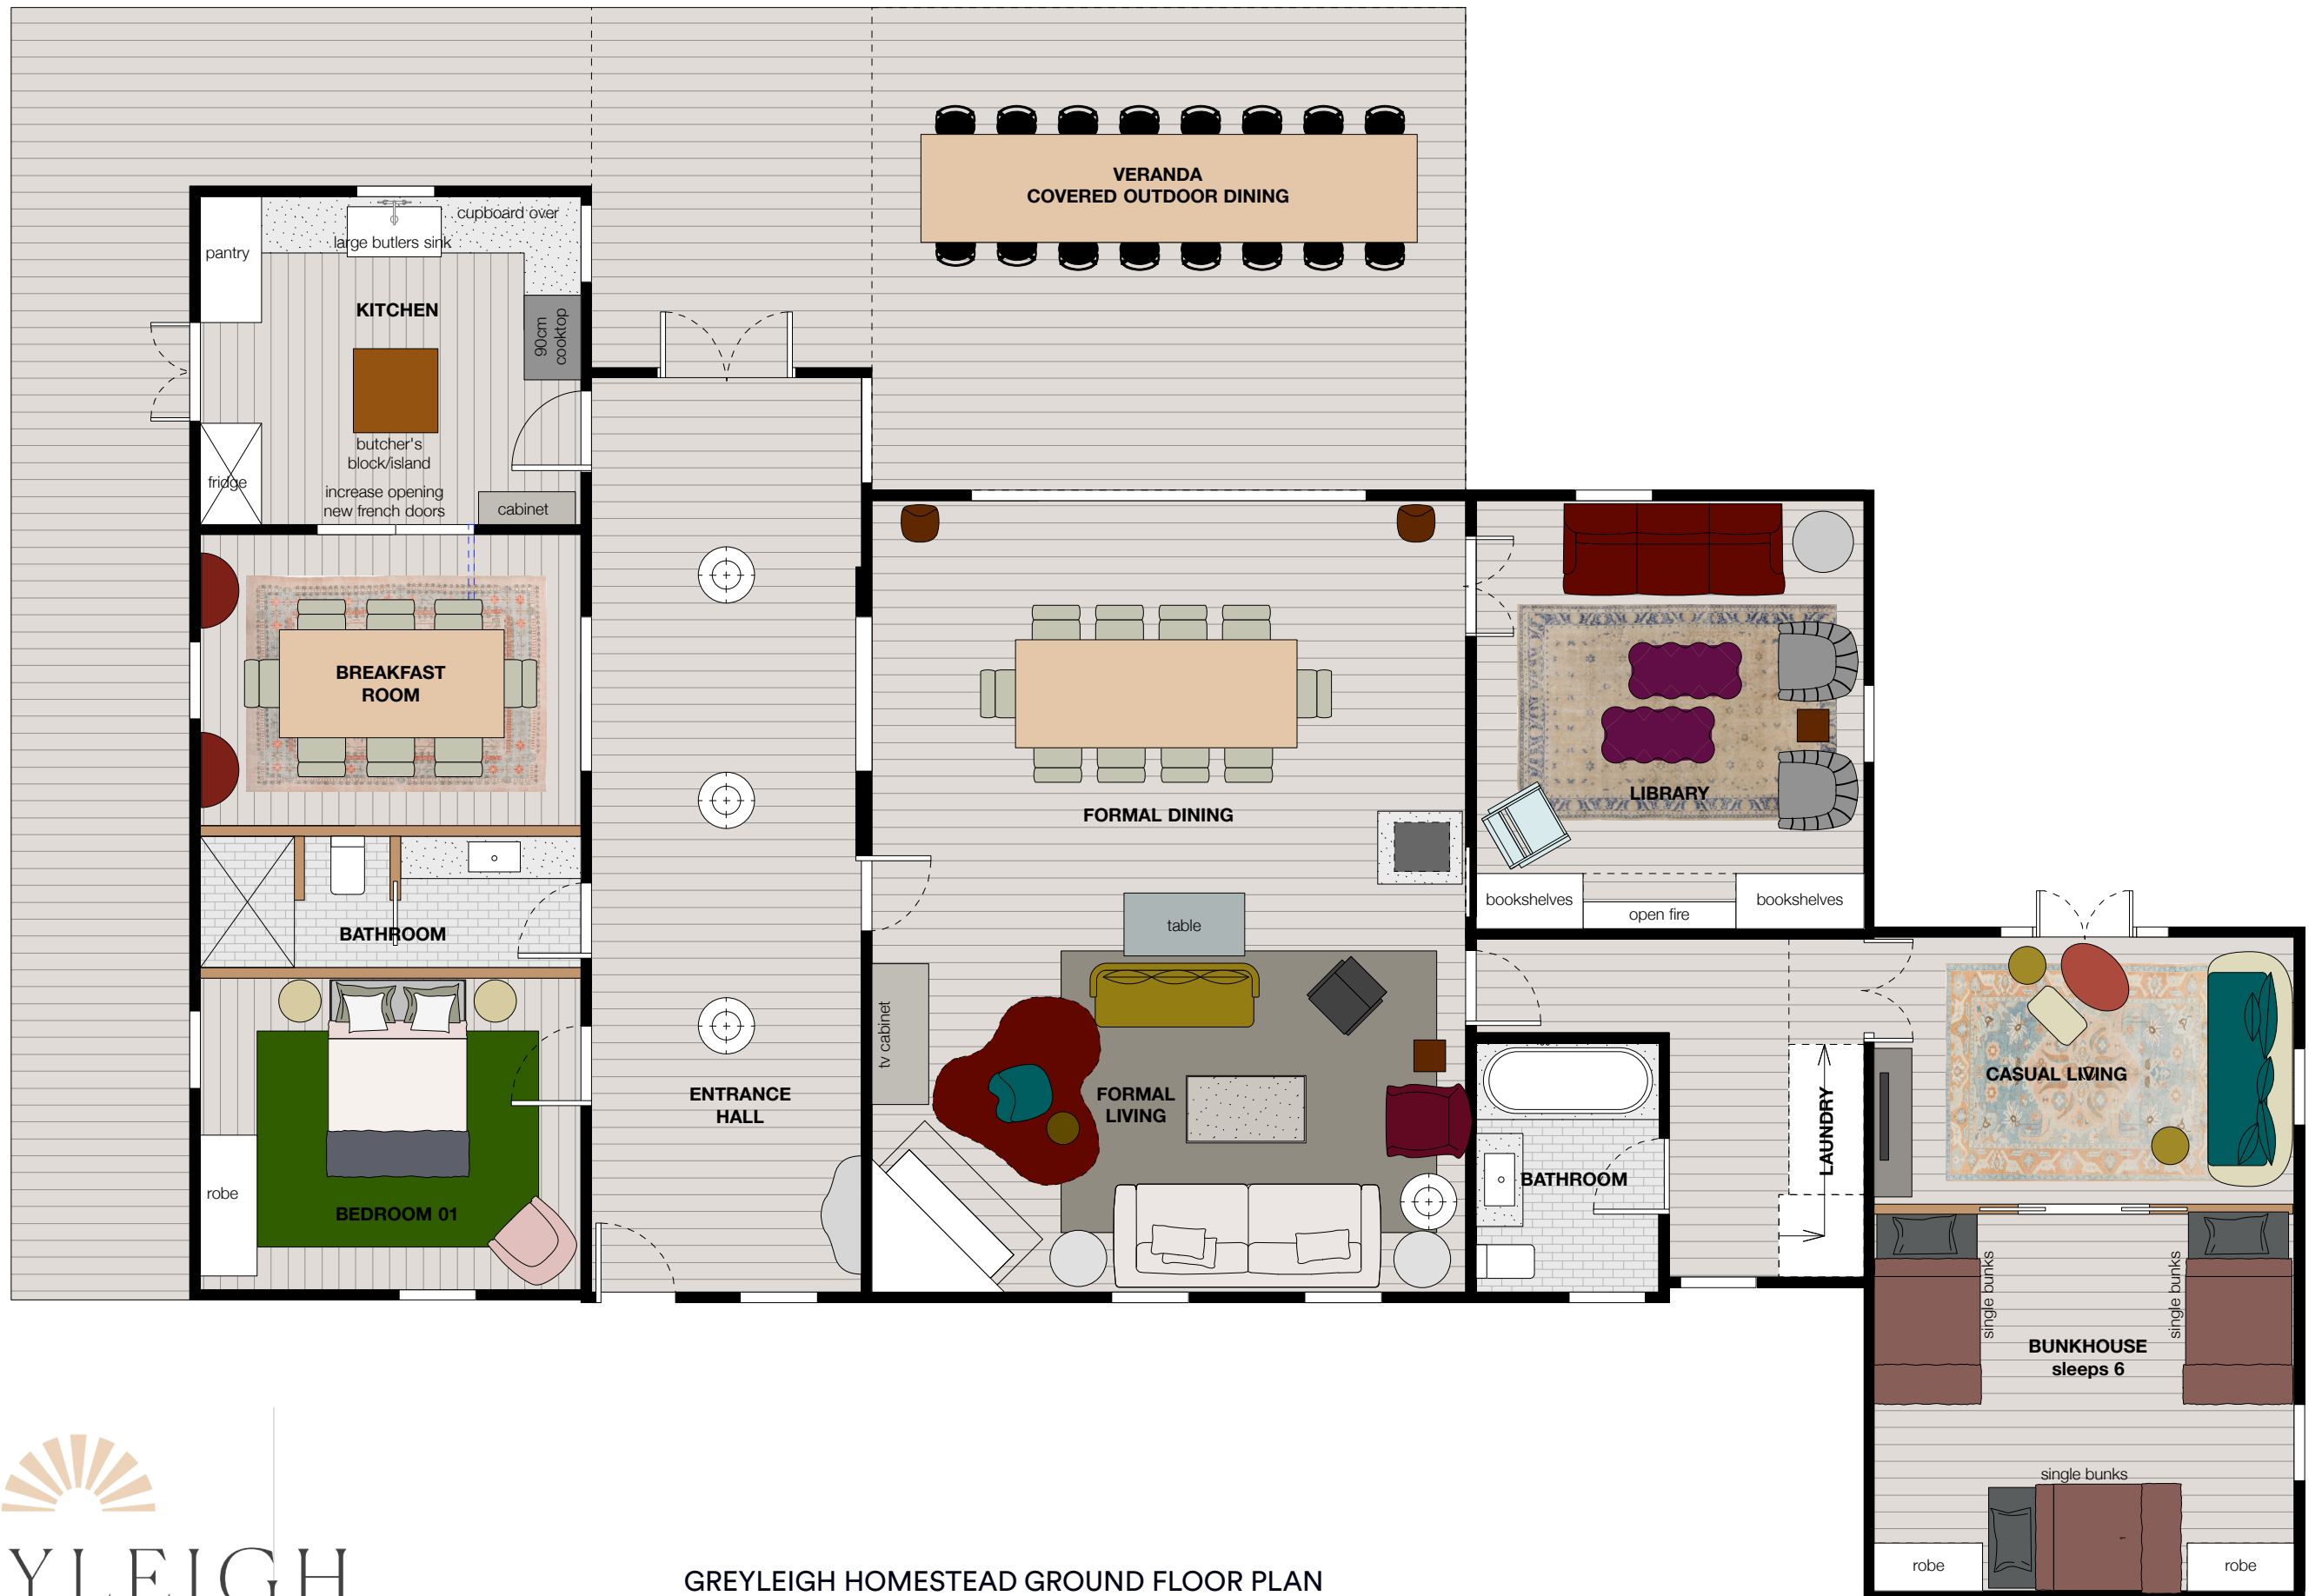 VERANDA
COVERED OUTDOOR DINING
cupboard over
large butlers sink
pantry
KITCHEN
90cm
cooktop
butcher's
block/island
fridge
increase opening
new french doors
cabinet
BREAKFAST
ROOM
BATHROOM
robe
BEDROOM 01
ENTRANCE
HALL
FORMAL DINING
table
tv cabinet
FORMAL
LIVING
LIBRARY
bookshelves
open fire
bookshelves
BATHROOM
LAUNDRY
CASUAL LIVING
single bunks
single bunks
BUNKHOUSE
sleeps 6
single bunks
robe
robe
YLEIGH
GREYLEIGH HOMESTEAD GROUND FLOOR PLAN